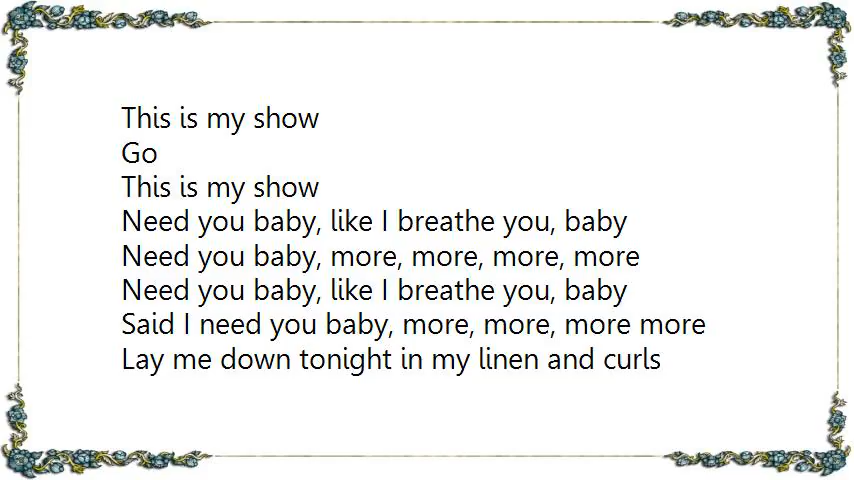 This is my show
Go
This is my show
Need you baby, like I breathe you, baby
Need you baby, more, more, more, more
Need you baby, like I breathe you, baby
Said I need you baby, more, more, more more
Lay me down tonight in my linen and curls